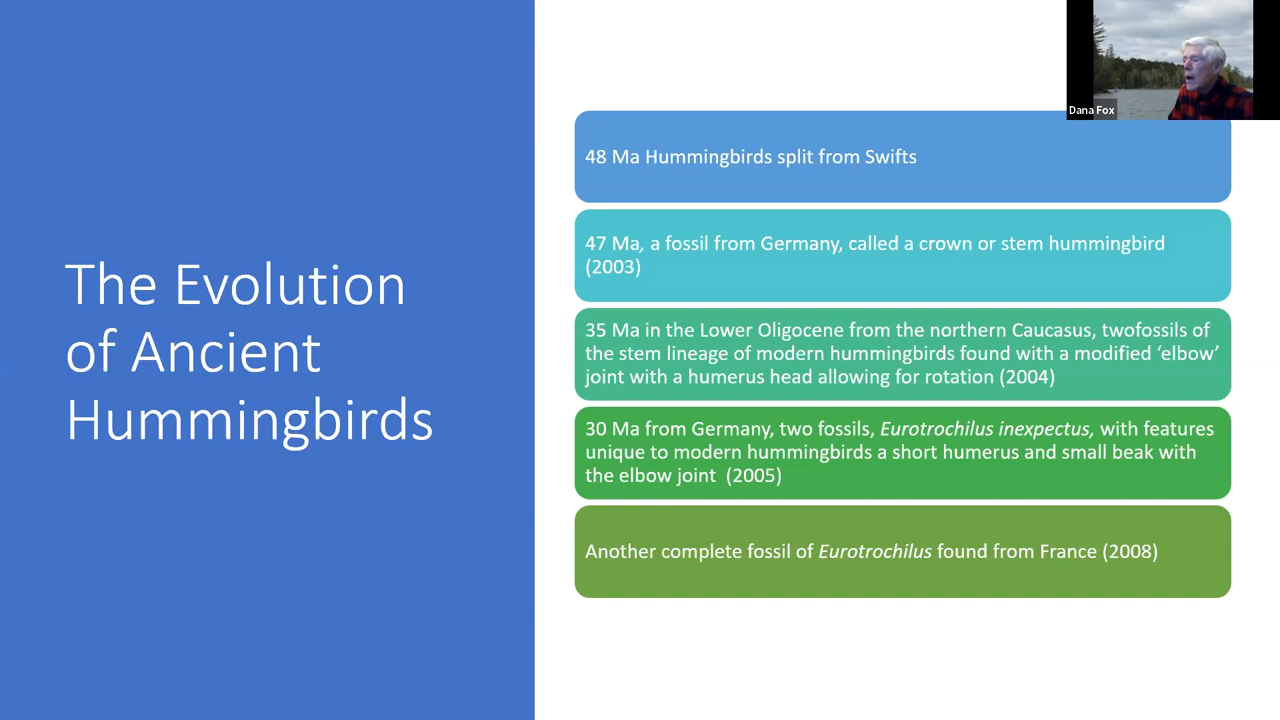 Dana Fox
The Evolution
of Ancient
Hummingbirds
48 Ma Hummingbirds split from Swifts
47 Ma, a fossil from Germany, called a crown or stem hummingbird
(2003)
35 Ma in the Lower Oligocene from the northern Caucasus, twofossils of
the stem lineage of modern hummingbirds found with a modified ‘elbow’
joint with a humerus head allowing for rotation (2004)
30 Ma from Germany, two fossils, Eurotrochilus inexpectus, with features
unique to modern hummingbirds a short humerus and small beak with
the elbow joint (2005)
Another complete fossil of Eurotrochilus found from France (2008)